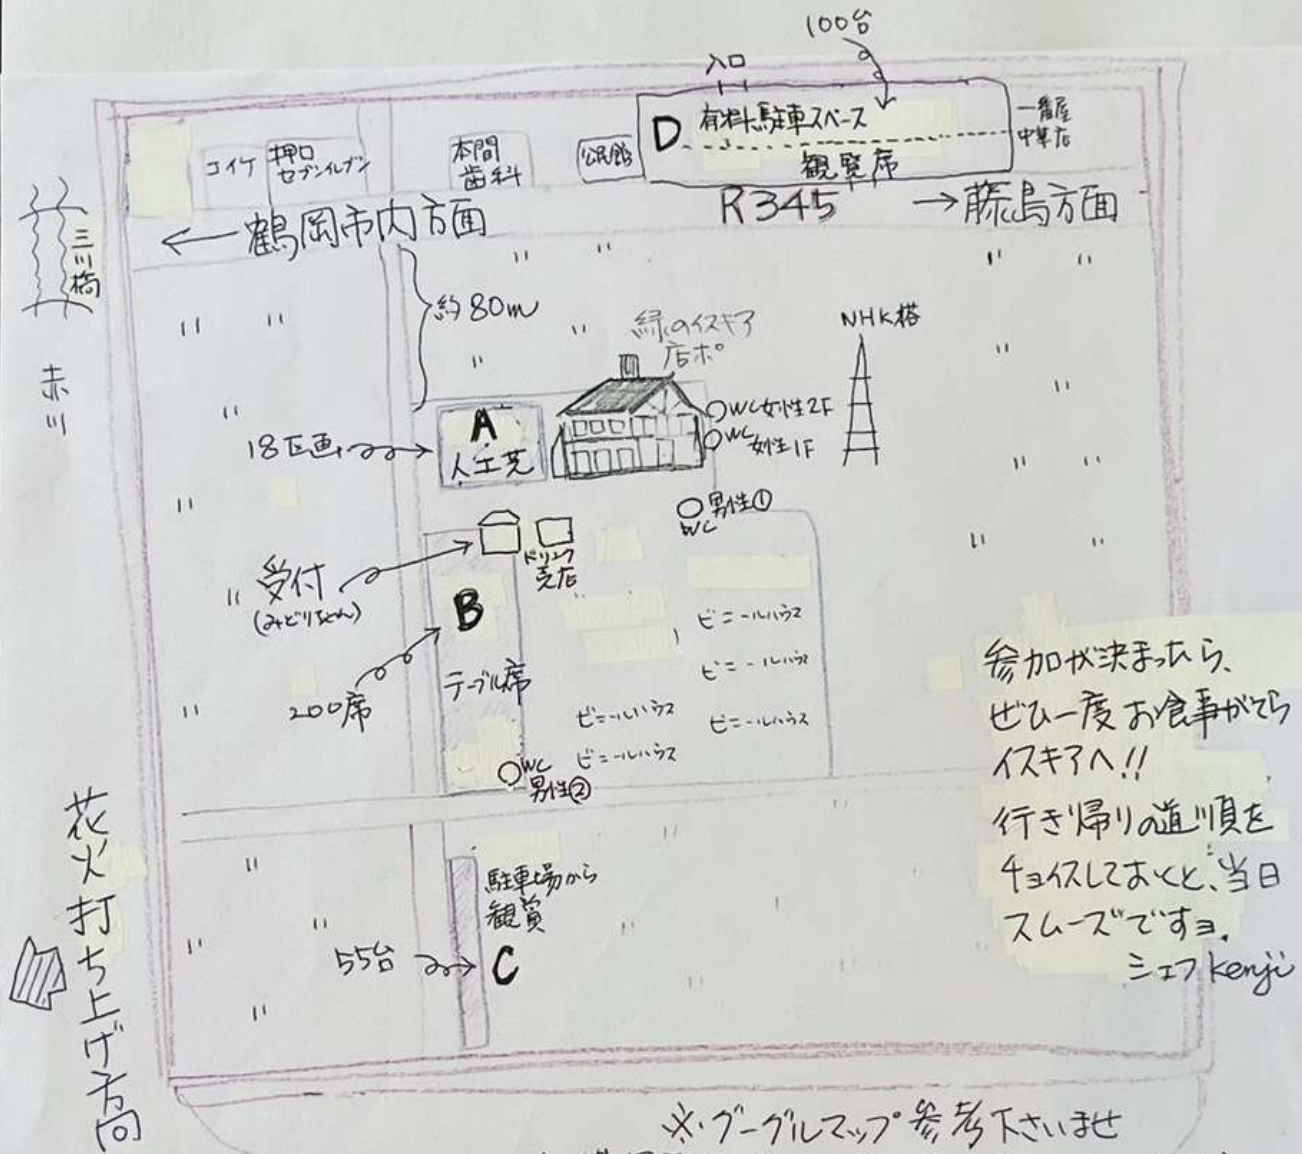 100台
入口
D 有料駐車スペース
観覧席
一番屋
中華店
コイケ
押口
セブンイレブン
本間
歯科
公民館
←鶴岡市内方面
R345
→藤島方面
三川橋
赤川
約80m
緑のイスキア
店ポ
NHK塔
WC女性2F
WC女性1F
18区画
A
人工芝
男性①
WC
ドリンク
売店
受付
(みどりちゃん)
B
テーブル席
200席
ビニールハウス
ビニールハウス
ビニールハウス
ビニールハウス
ビニールハウス
WC
男性②
参加が決まったら、
ぜひ一度お食事がてら
イスキアへ!!
行き帰りの道順を
チョイスしておくと、当日
スムーズですョ。
シェフkenji
駐車場から
観賞
55台
C
花火打ち上げ方向
※グーグルマップ参考下さいませ